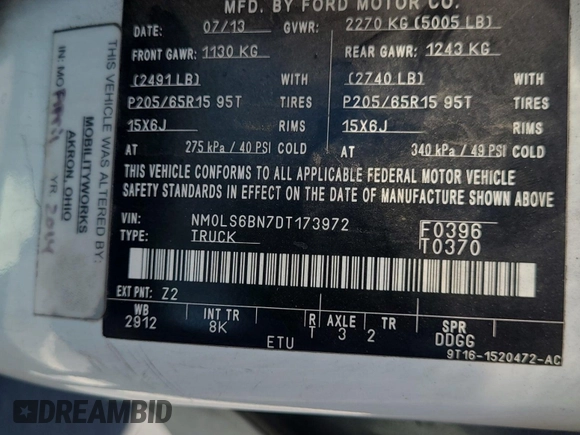 MFD. BY FORD MOTOR CO.
DATE: 07/13 GVWR: 2270 KG (5005 LB)
FRONT GAWR: 1130 KG REAR GAWR: 1243 KG
(2491 LB) WITH (2740 LB) WITH
P205/65R15 95T TIRES P205/65R15 95T TIRES
15X6J RIMS 15X6J RIMS
AT 275 kPa / 40 PSI COLD AT 340 kPa / 49 PSI COLD
THIS VEHICLE CONFORMS TO ALL APPLICABLE FEDERAL MOTOR VEHICLE
SAFETY STANDARDS IN EFFECT ON THE DATE OF MANUFACTURE SHOWN ABOVE
VIN: NM0LS6BN7DT173972 F0396
TYPE: TRUCK T0370
EXT PNT: Z2
WB INT TR R AXLE TR SPR
2912 8K T 3 2 DDGG
ETU
9T16-1520472-AC
THIS VEHICLE WAS ALTERED BY
MOBILITYWORKS
AKRON, OHIO
IN: MO. YR. 2014
DREAMBID